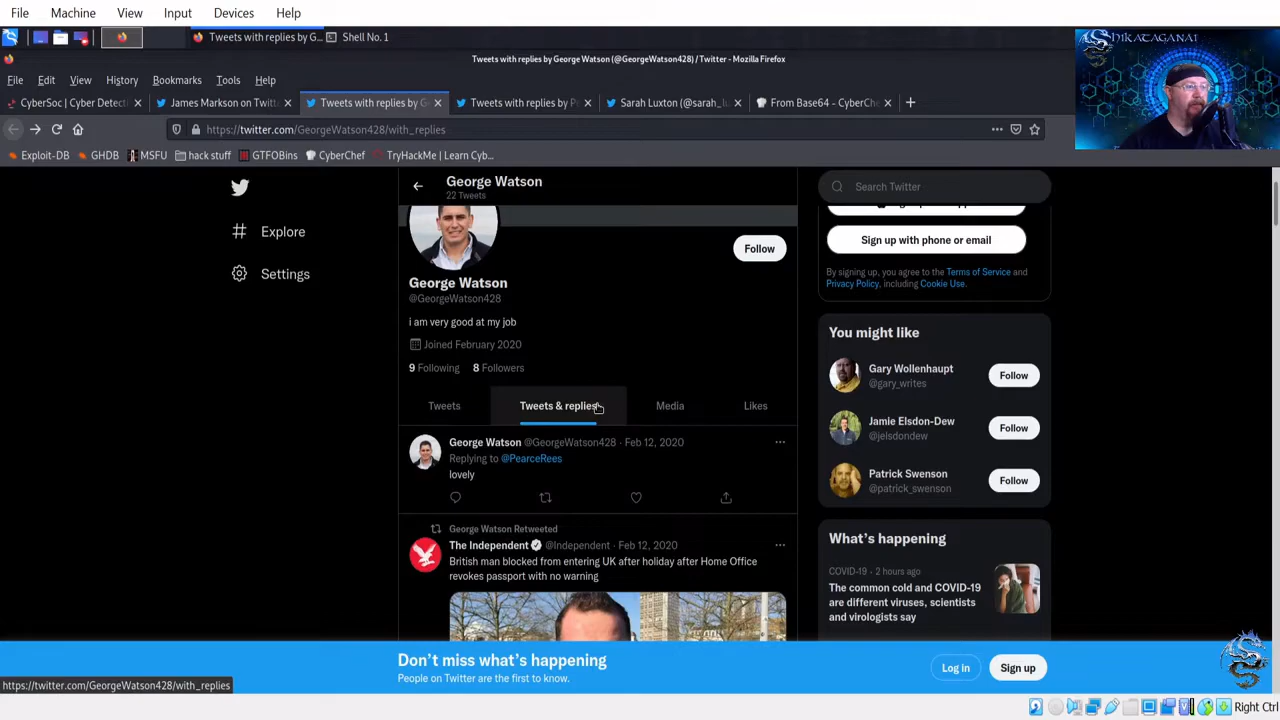 File Machine View Input Devices Help
Tweets with replies by G... Shell No. 1
SHIKATAGANAI
Tweets with replies by George Watson (@GeorgeWatson428) / Twitter - Mozilla Firefox
File Edit View History Bookmarks Tools Help
CyberSoc | Cyber Detecti James Markson on Twitt Tweets with replies by G Tweets with replies by P Sarah Luxton (@sarah_lu From Base64 - CyberChe
https://twitter.com/GeorgeWatson428/with_replies
Exploit-DB GHDB MSFU hack stuff GTFOBins CyberChef TryHackMe | Learn Cyb...
George Watson
22 Tweets
Search Twitter
Explore
Settings
Follow
Sign up with phone or email
By signing up, you agree to the Terms of Service and
Privacy Policy, including Cookie Use.
George Watson
@GeorgeWatson428
i am very good at my job
Joined February 2020
9 Following 8 Followers
Tweets Tweets & replies Media Likes
George Watson @GeorgeWatson428 · Feb 12, 2020
Replying to @PearceRees
lovely
George Watson Retweeted
The Independent @Independent · Feb 12, 2020
British man blocked from entering UK after holiday after Home Office
revokes passport with no warning
You might like
Gary Wollenhaupt
@gary_writes
Follow
Jamie Elsdon-Dew
@jelsdondew
Follow
Patrick Swenson
@patrick_swenson
Follow
What's happening
COVID-19 · 2 hours ago
The common cold and COVID-19
are different viruses, scientists
and virologists say
Don't miss what's happening
People on Twitter are the first to know.
Log in Sign up
https://twitter.com/GeorgeWatson428/with_replies
Right Ctrl